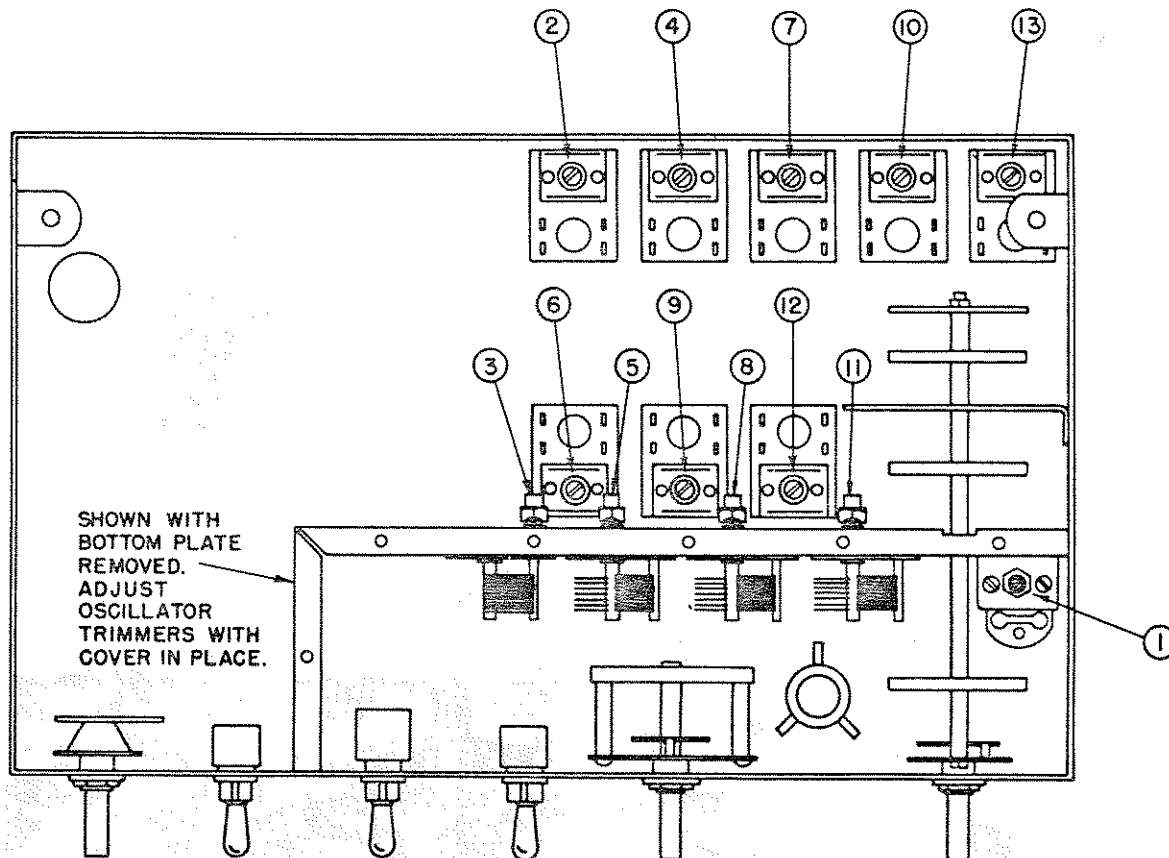 2
4
7
10
13
6
9
12
3
5
8
11
SHOWN WITH
BOTTOM PLATE
REMOVED.
ADJUST
OSCILLATOR
TRIMMERS WITH
COVER IN PLACE.
1